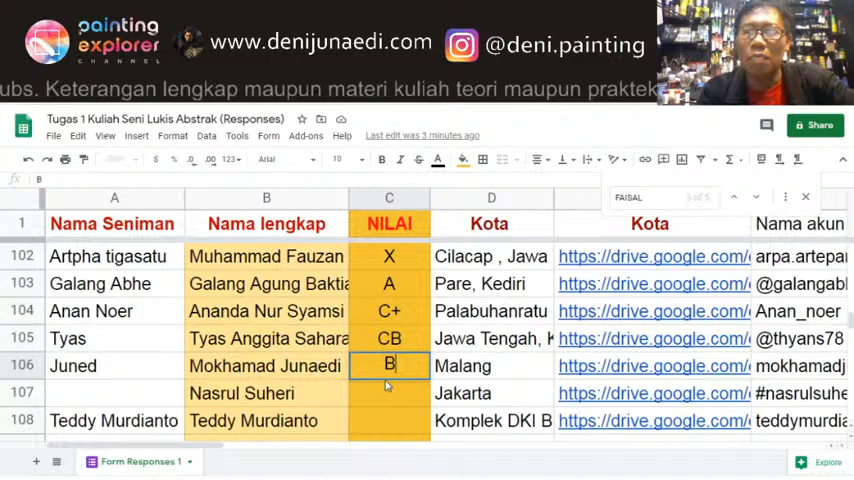 painting
explorer
CHANNEL
www.denijunaedi.com
@deni.painting
ubs. Keterangan lengkap maupun materi kuliah teori maupun praktek
Tugas 1 Kuliah Seni Lukis Abstrak (Responses)
File Edit View Insert Format Data Tools Form Add-ons Help Last edit was 3 minutes ago
Share
$ % .0 .00 123 Arial 10 B I S A
fx B
FAISAL 5 of 5
A B C D
1 Nama Seniman Nama lengkap NILAI Kota Kota Nama akun
102 Artpha tigasatu Muhammad Fauzan X Cilacap , Jawa https://drive.google.com/ arpa.artepa
103 Galang Abhe Galang Agung Baktia A Pare, Kediri https://drive.google.com/ @galangab
104 Anan Noer Ananda Nur Syamsi C+ Palabuhanratu https://drive.google.com/ Anan_noer
105 Tyas Tyas Anggita Sahara CB Jawa Tengah, K https://drive.google.com/ @thyans78
106 Juned Mokhamad Junaedi B Malang https://drive.google.com/ mokhamadj
107 Nasrul Suheri Jakarta https://drive.google.com/ #nasrulsuhe
108 Teddy Murdianto Teddy Murdianto Komplek DKI B https://drive.google.com/ teddymurdia
Form Responses 1
Explore